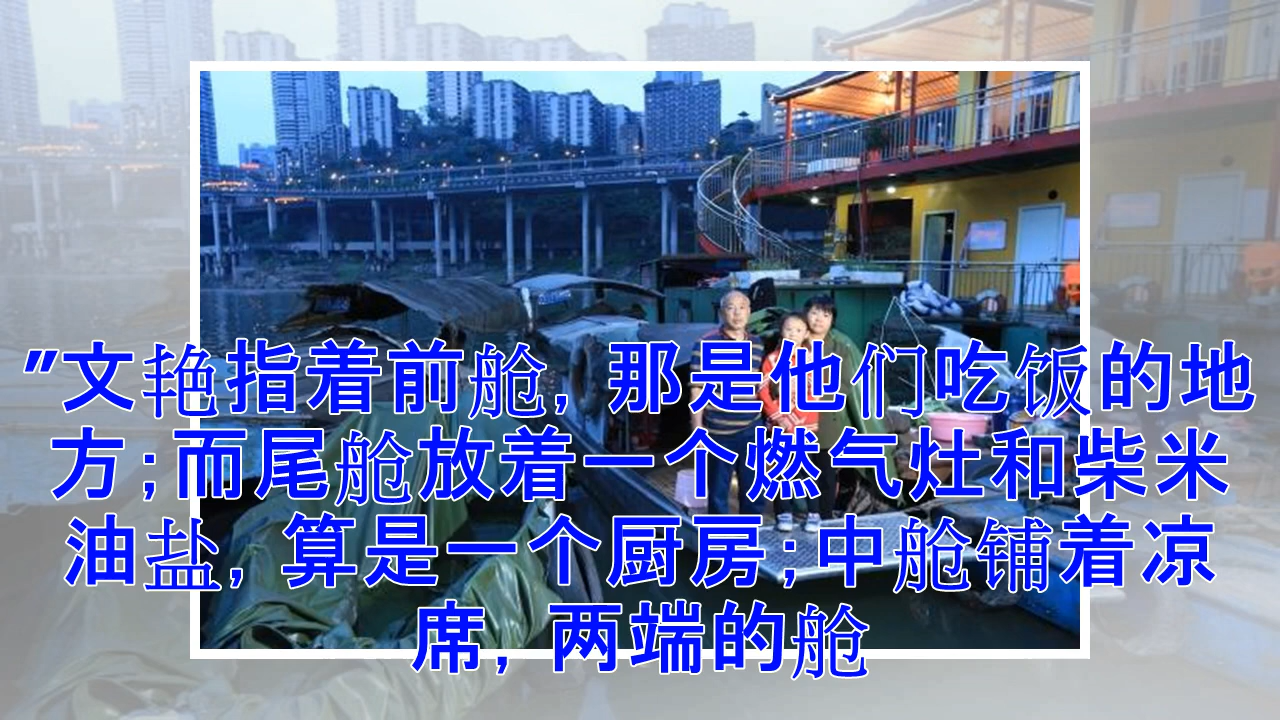 "文艳指着前舱,那是他们吃饭的地
方;而尾舱放着一个燃气灶和柴米
油盐,算是一个厨房;中舱铺着凉
席,两端的舱